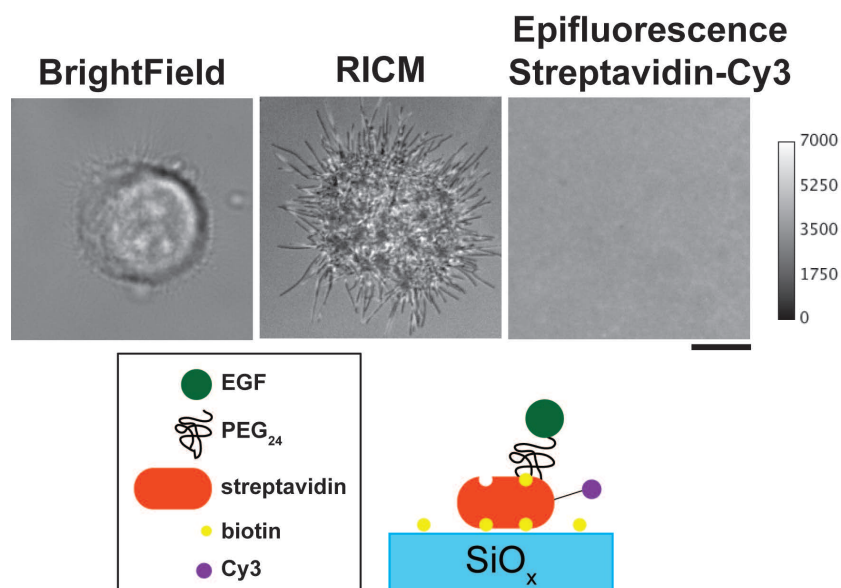 BrightField
RICM
Epifluorescence
Streptavidin-Cy3
7000
5250
3500
1750
0
EGF
PEG24
streptavidin
biotin
Cy3
SiOx